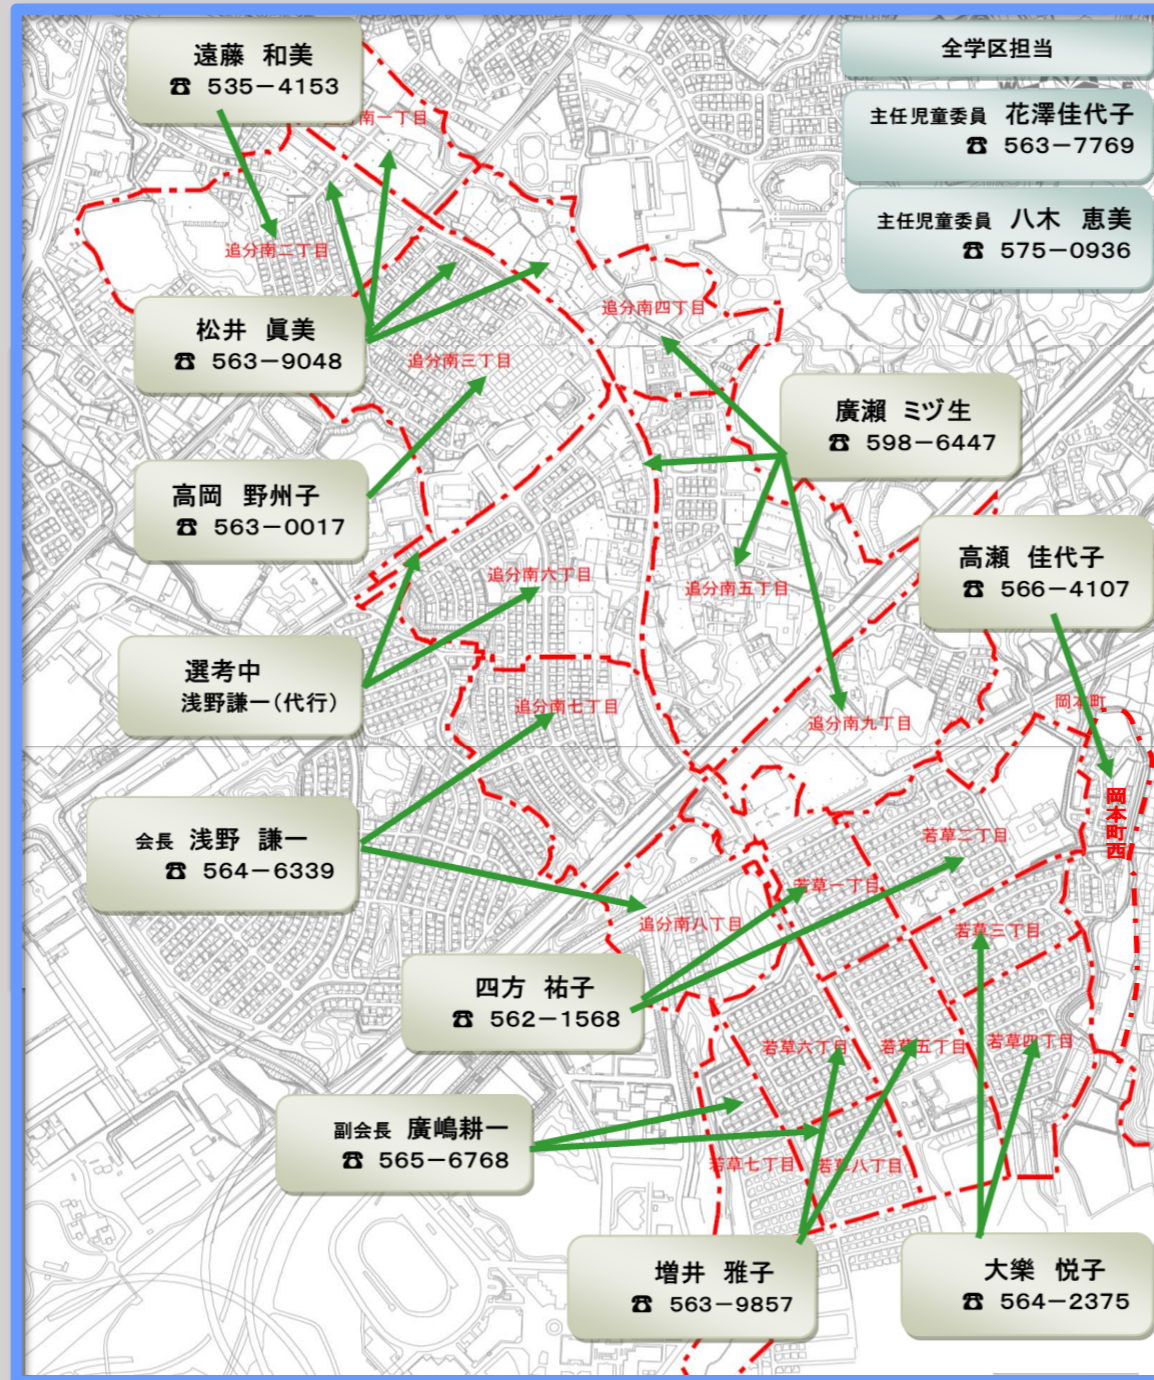 遠藤 和美
☎ 535－4153
全学区担当
主任児童委員 花澤佳代子
☎ 563－7769
主任児童委員 八木 恵美
☎ 575－0936
南一丁目
追分南二丁目
松井 眞美
☎ 563－9048
追分南四丁目
追分南三丁目
廣瀬 ミヅ生
☎ 598－6447
高岡 野州子
☎ 563－0017
高瀬 佳代子
☎ 566－4107
追分南六丁目
追分南五丁目
選考中
浅野謙一(代行)
追分南七丁目
追分南九丁目
岡本町
岡本町西
会長 浅野 謙一
☎ 564－6339
若草二丁目
若草一丁目
追分南八丁目
若草三丁目
四方 祐子
☎ 562－1568
若草六丁目
若草五丁目
若草四丁目
副会長 廣嶋耕一
☎ 565－6768
若草七丁目
若草八丁目
増井 雅子
☎ 563－9857
大樂 悦子
☎ 564－2375